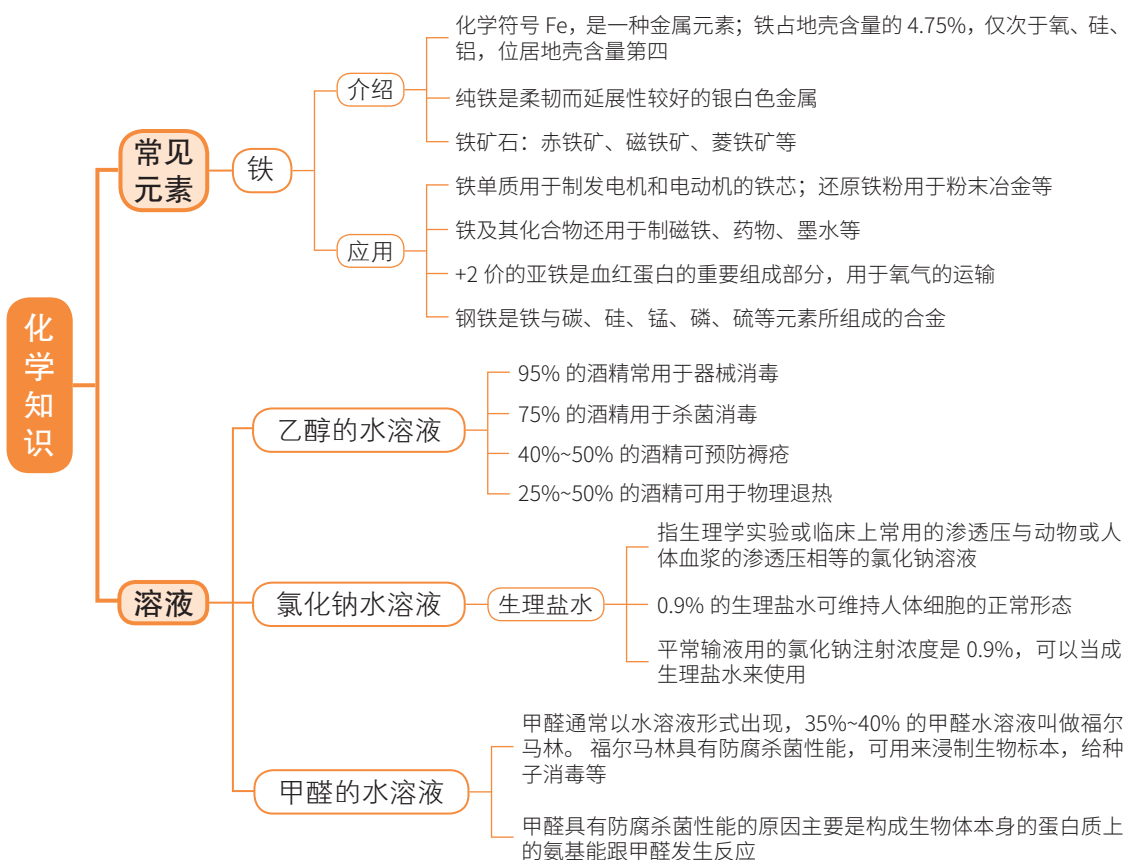 化学知识
常见
元素
铁
介绍
化学符号 Fe，是一种金属元素；铁占地壳含量的 4.75%，仅次于氧、硅、
铝，位居地壳含量第四
纯铁是柔韧而延展性较好的银白色金属
铁矿石：赤铁矿、磁铁矿、菱铁矿等
应用
铁单质用于制发电机和电动机的铁芯；还原铁粉用于粉末冶金等
铁及其化合物还用于制磁铁、药物、墨水等
+2 价的亚铁是血红蛋白的重要组成部分，用于氧气的运输
钢铁是铁与碳、硅、锰、磷、硫等元素所组成的合金
溶液
乙醇的水溶液
95% 的酒精常用于器械消毒
75% 的酒精用于杀菌消毒
40%~50% 的酒精可预防褥疮
25%~50% 的酒精可用于物理退热
氯化钠水溶液
生理盐水
指生理学实验或临床上常用的渗透压与动物或人
体血浆的渗透压相等的氯化钠溶液
0.9% 的生理盐水可维持人体细胞的正常形态
平常输液用的氯化钠注射浓度是 0.9%，可以当成
生理盐水来使用
甲醛的水溶液
甲醛通常以水溶液形式出现，35%~40% 的甲醛水溶液叫做福尔
马林。 福尔马林具有防腐杀菌性能，可用来浸制生物标本，给种
子消毒等
甲醛具有防腐杀菌性能的原因主要是构成生物体本身的蛋白质上
的氨基能跟甲醛发生反应